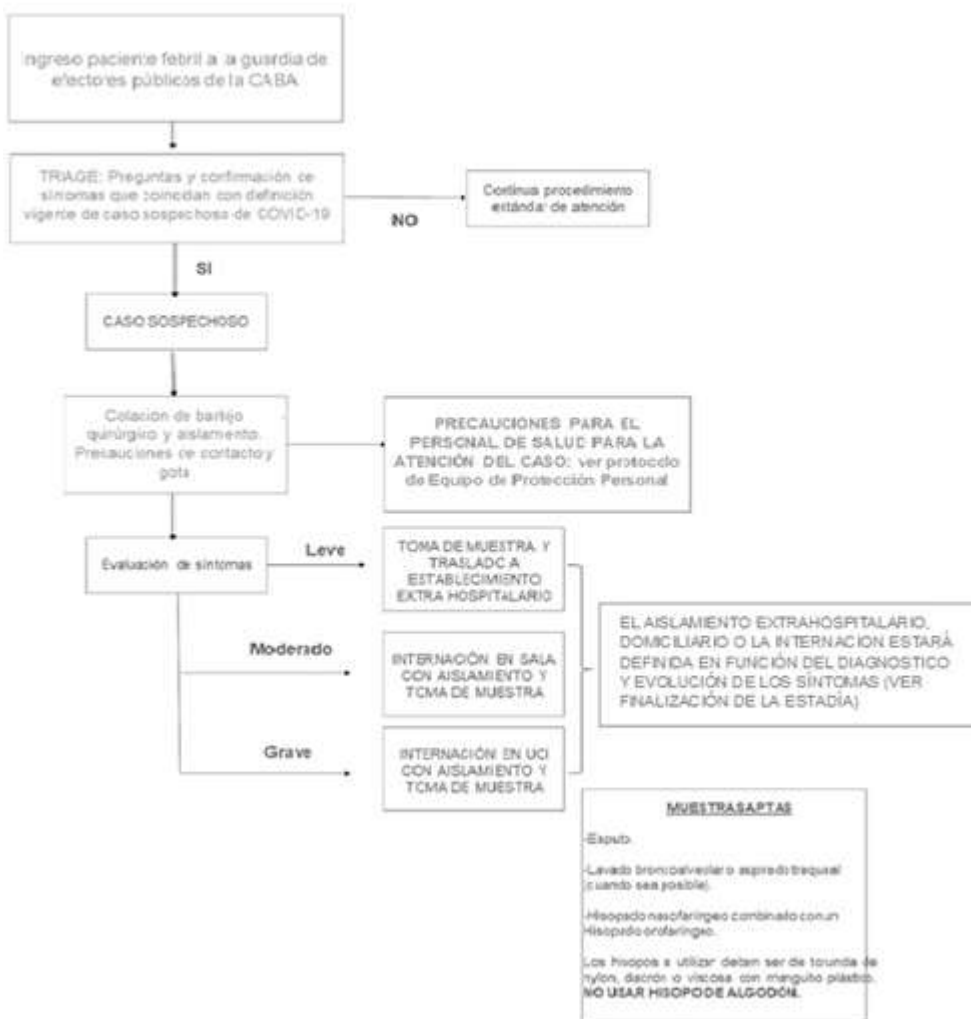 Ingreso paciente febril a la guardia de
efectores públicos de la CABA
TRIAGE: Preguntas y confirmación de
síntomas que coincidan con definición
vigente de caso sospechoso de COVID-19
NO
Continua procedimiento
estándar de atención
SI
CASO SOSPECHOSO
Colación de barbijo
quirúrgico y aislamiento.
Precauciones de contacto y
gota
PRECAUCIONES PARA EL
PERSONAL DE SALUD PARA LA
ATENCIÓN DEL CASO: ver protocolo
de Equipo de Protección Personal
Evaluación de síntomas
Leve
TOMA DE MUESTRA Y
TRASLADO A
ESTABLECIMIENTO
EXTRA HOSPITALARIO
Moderado
INTERNACIÓN EN SALA
CON AISLAMIENTO Y
TOMA DE MUESTRA
Grave
INTERNACIÓN EN UCI
CON AISLAMIENTO Y
TOMA DE MUESTRA
EL AISLAMIENTO EXTRAHOSPITALARIO,
DOMICILIARIO O LA INTERNACION ESTARÁ
DEFINIDA EN FUNCIÓN DEL DIAGNOSTICO
Y EVOLUCIÓN DE LOS SÍNTOMAS (VER
FINALIZACIÓN DE LA ESTADÍA)
MUESTRAS APTAS
-Esputo.
-Lavado broncoalveolar o aspirado traqueal
(cuando sea posible).
-Hisopado nasofaríngeo combinado con un
Hisopado orofaríngeo.
Los hisopos a utilizar deben ser de torunda de
nylon, dacrón o viscosa con manguito plástico.
NO USAR HISOPO DE ALGODÓN.